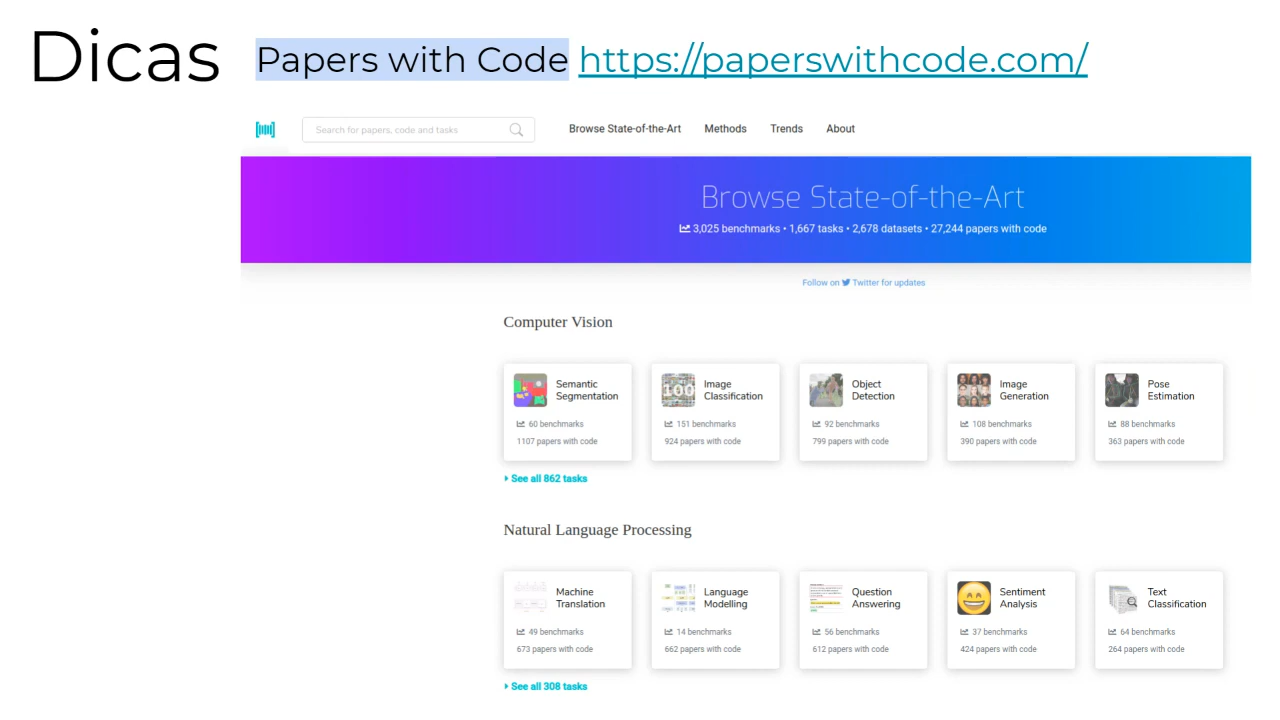 Dicas Papers with Code https://paperswithcode.com/
Search for papers, code and tasks Browse State-of-the-Art Methods Trends About
Browse State-of-the-Art
3,025 benchmarks • 1,667 tasks • 2,678 datasets • 27,244 papers with code
Follow on Twitter for updates
Computer Vision
Semantic
Segmentation
60 benchmarks
1107 papers with code
100
Image
Classification
151 benchmarks
924 papers with code
Object
Detection
92 benchmarks
799 papers with code
Image
Generation
108 benchmarks
390 papers with code
Pose
Estimation
88 benchmarks
363 papers with code
See all 862 tasks
Natural Language Processing
Machine
Translation
49 benchmarks
673 papers with code
Language
Modelling
14 benchmarks
662 papers with code
Question
Answering
56 benchmarks
612 papers with code
Sentiment
Analysis
37 benchmarks
424 papers with code
Text
Classification
64 benchmarks
264 papers with code
See all 308 tasks